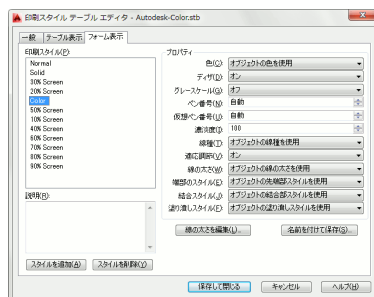 印刷スタイル テーブル エディタ - Autodesk-Color.stb
一般 テーブル表示 フォーム表示
印刷スタイル(P):
Normal
Solid
30% Screen
20% Screen
Color
50% Screen
10% Screen
40% Screen
60% Screen
70% Screen
80% Screen
90% Screen
説明(R):
スタイルを追加(A) スタイルを削除(Y)
プロパティ
色(C): オブジェクトの色を使用
ディザ(D): オン
グレースケール(G): オフ
ペン番号(N): 自動
仮想ペン番号(U): 自動
濃淡度(I): 100
線種(T): オブジェクトの線種を使用
適応調節(V): オン
線の太さ(W): オブジェクトの線の太さを使用
端部のスタイル(E): オブジェクトの先端部スタイルを使用
結合スタイル(J): オブジェクトの結合部スタイルを使用
塗り潰しスタイル(F): オブジェクトの塗り潰しスタイルを使用
線の太さを編集(L)... 名前を付けて保存(S)...
保存して閉じる キャンセル ヘルプ(H)